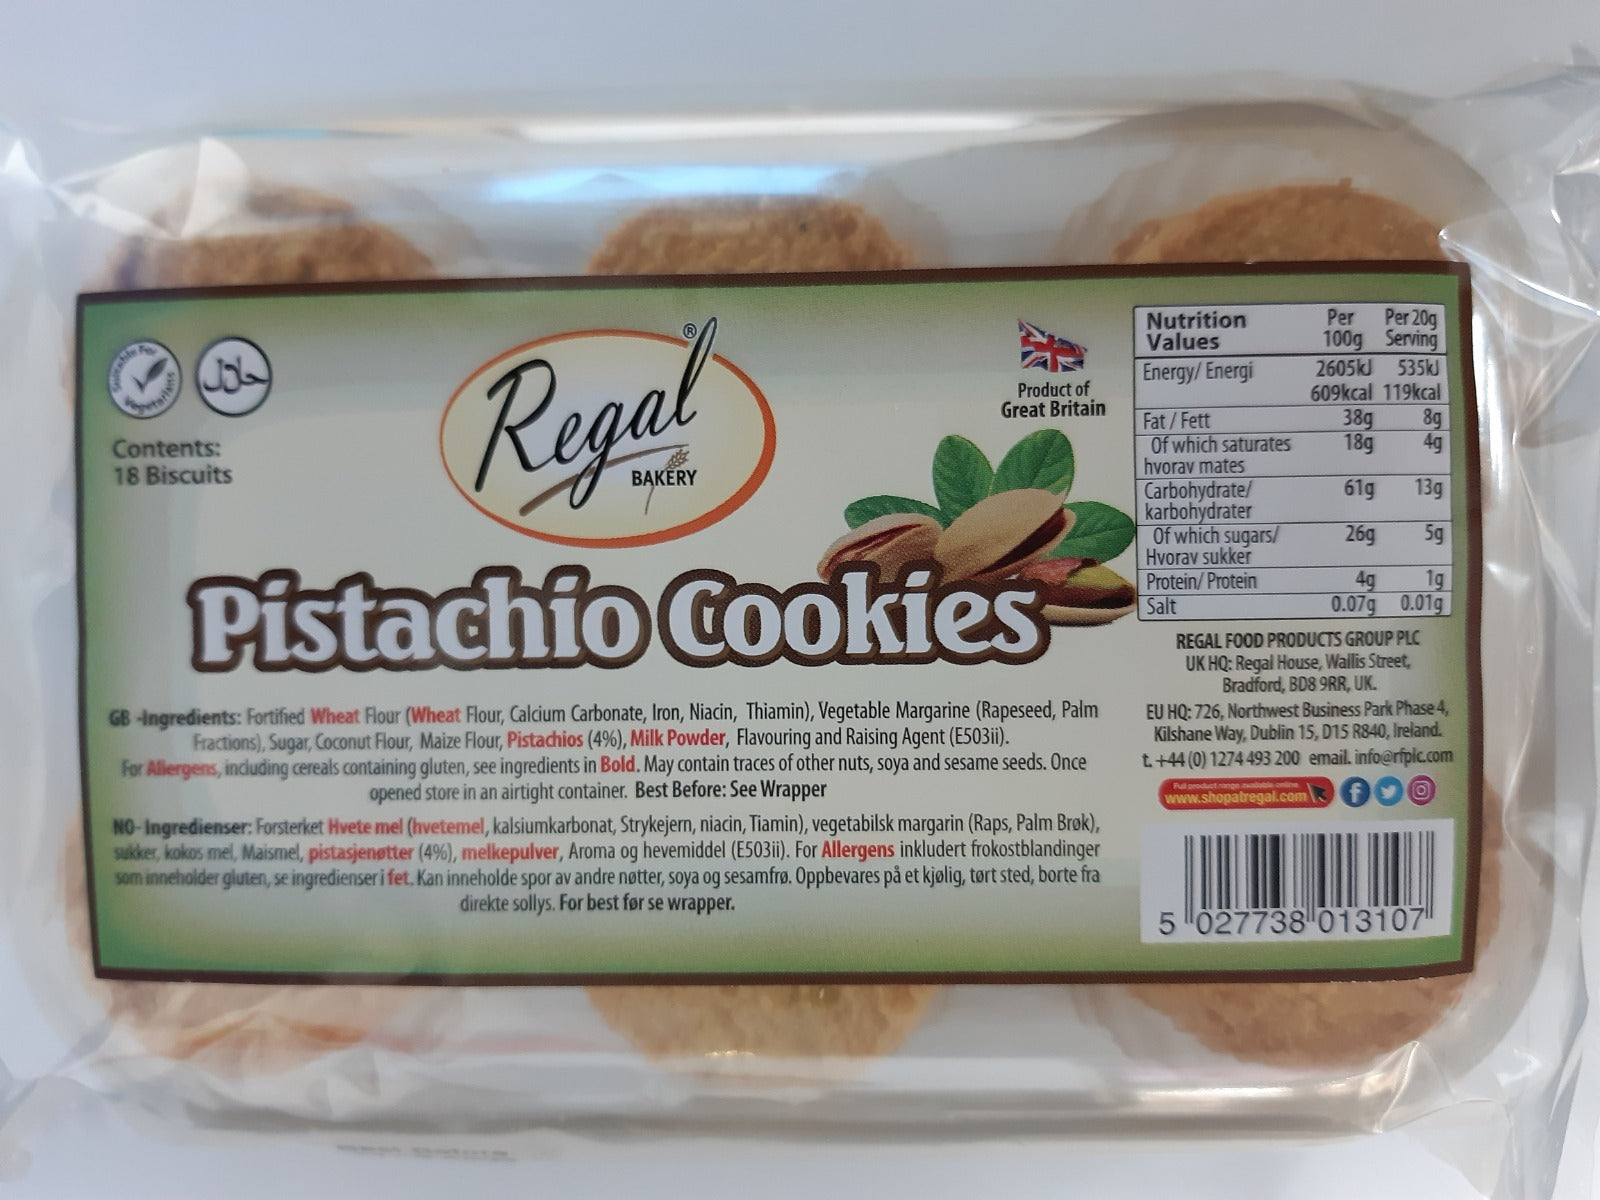 Suitable For
Vegetarians
حلال
Contents:
18 Biscuits
Regal®
BAKERY
Product of
Great Britain
Pistachio Cookies
GB -Ingredients: Fortified Wheat Flour (Wheat Flour, Calcium Carbonate, Iron, Niacin, Thiamin), Vegetable Margarine (Rapeseed, Palm
Fractions), Sugar, Coconut Flour, Maize Flour, Pistachios (4%), Milk Powder, Flavouring and Raising Agent (E503ii).
For Allergens, including cereals containing gluten, see ingredients in Bold. May contain traces of other nuts, soya and sesame seeds. Once
opened store in an airtight container. Best Before: See Wrapper
NO- Ingredienser: Forsterket Hvete mel (hvetemel, kalsiumkarbonat, Strykejern, niacin, Tiamin), vegetabilsk margarin (Raps, Palm Brøk),
sukker, kokos mel, Maismel, pistasjenøtter (4%), melkepulver, Aroma og hevemiddel (E503ii). For Allergens inkludert frokostblandinger
som inneholder gluten, se ingredienser i fet. Kan inneholde spor av andre nøtter, soya og sesamfrø. Oppbevares på et kjølig, tørt sted, borte fra
direkte sollys. For best før se wrapper.
Nutrition Values Per 100g Per 20g Serving
Energy/ Energi 2605kJ 535kJ
609kcal 119kcal
Fat / Fett 38g 8g
Of which saturates 18g 4g
hvorav mates
Carbohydrate/ 61g 13g
karbohydrater
Of which sugars/ 26g 5g
Hvorav sukker
Protein/ Protein 4g 1g
Salt 0.07g 0.01g
REGAL FOOD PRODUCTS GROUP PLC
UK HQ: Regal House, Wallis Street,
Bradford, BD8 9RR, UK.
EU HQ: 726, Northwest Business Park Phase 4,
Kilshane Way, Dublin 15, D15 R840, Ireland.
t. +44 (0) 1274 493 200 email. info@rfplc.com
Full product range available online
www.shopatregal.com
5 027738 013107